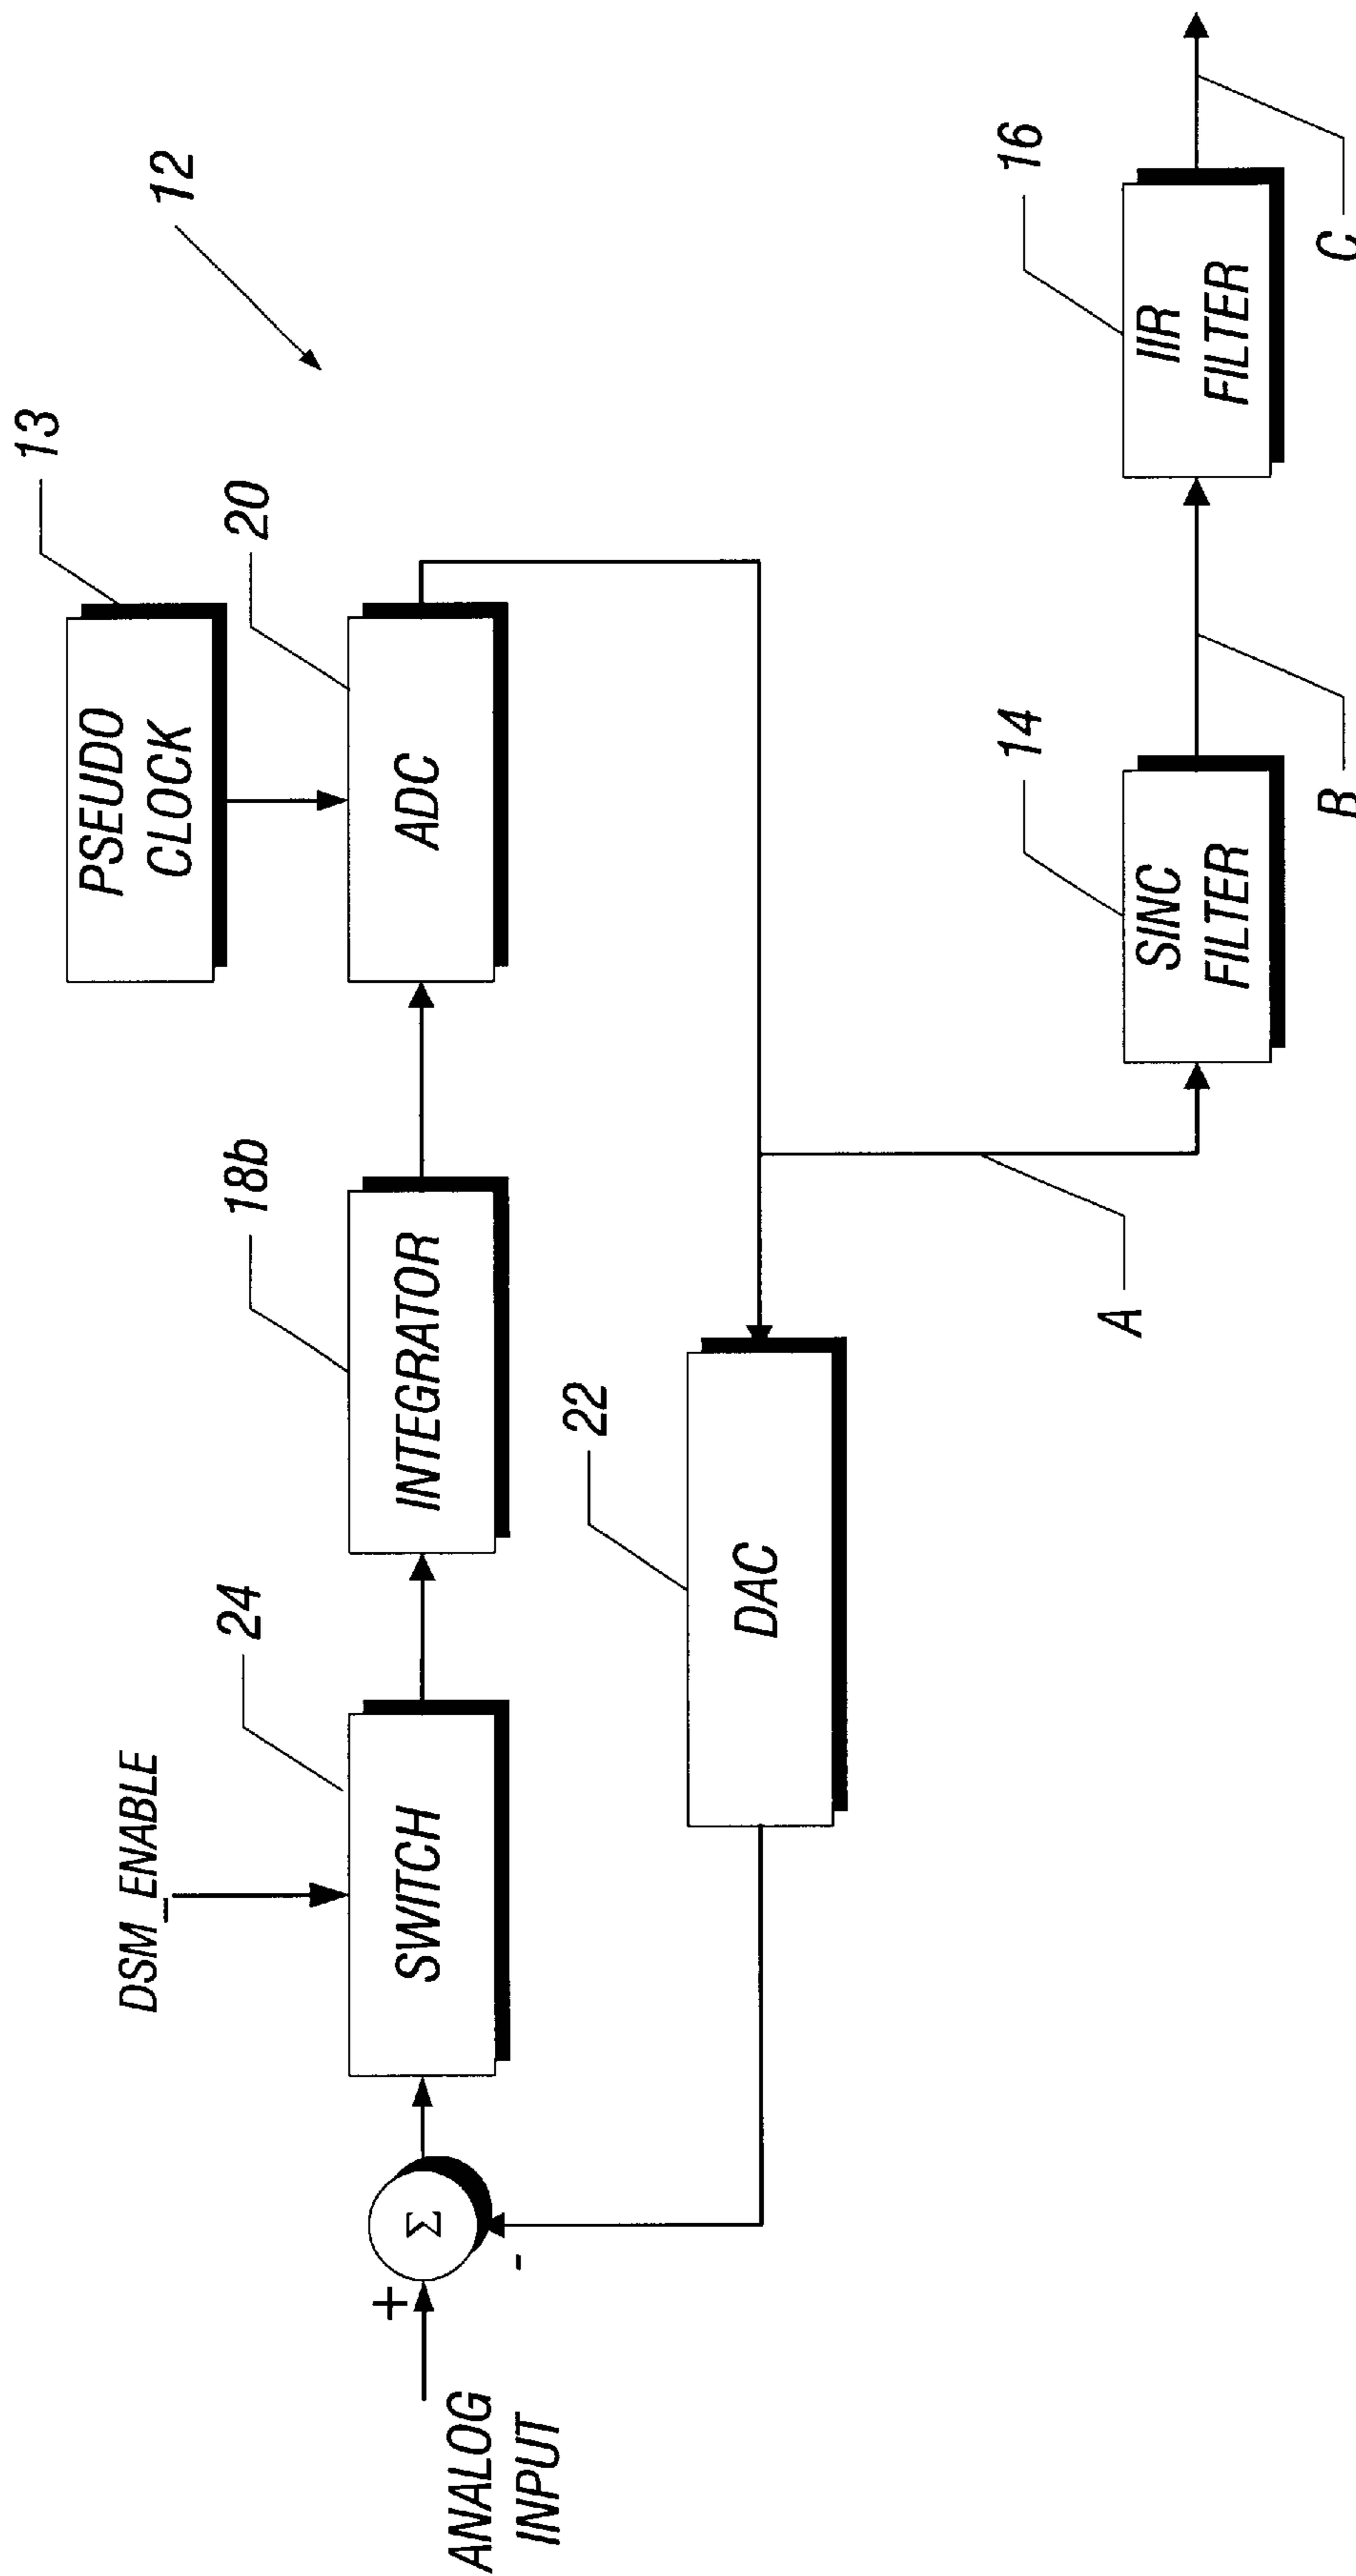 12
13
PSEUDO
CLOCK
DSM_ENABLE
24
18b
20
+
Σ
SWITCH
INTEGRATOR
ADC
ANALOG
INPUT
-
22
DAC
14
16
A
SINC
FILTER
IIR
FILTER
B
C